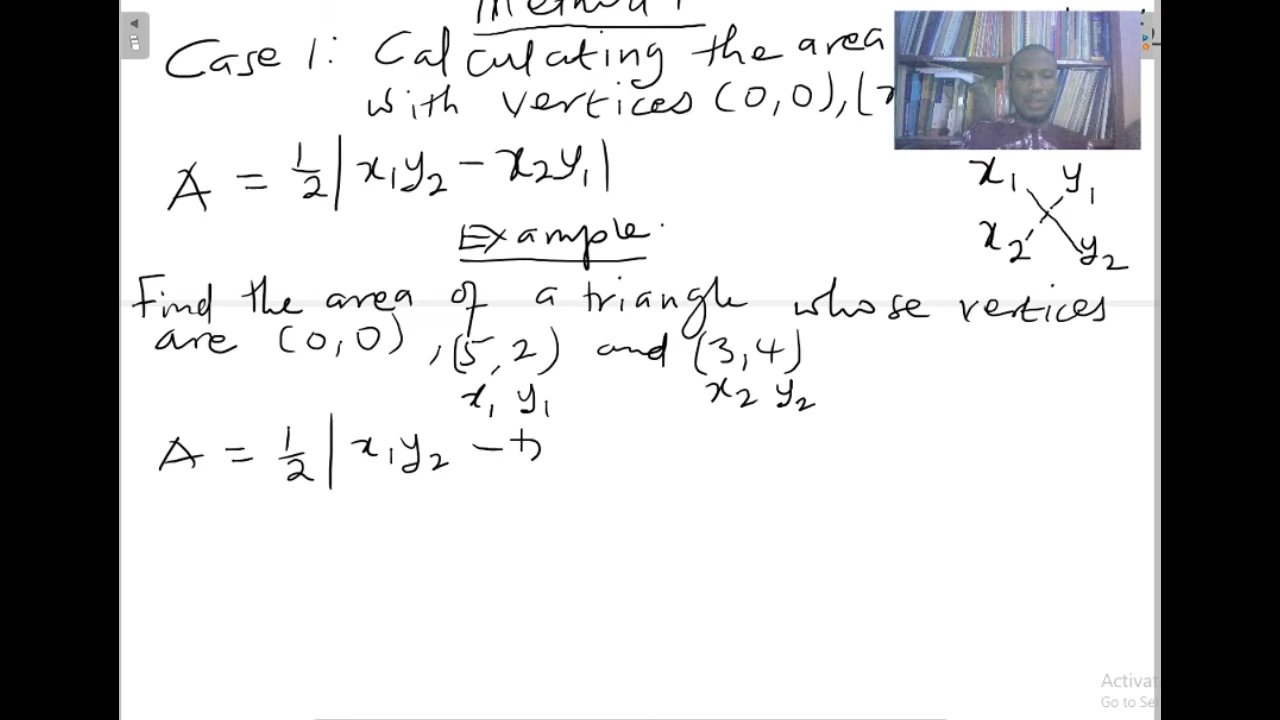 Method 1
Case 1: Calculating the area
with vertices (0,0), (x
A = 1/2 | x₁y₂ - x₂y₁ |
x₁ y₁
x₂ y₂
Example
Find the area of a triangle whose vertices
are (0,0), (5,2) and (3,4)
x₁ y₁ x₂ y₂
A = 1/2 | x₁y₂ -
Activat
Go to Se